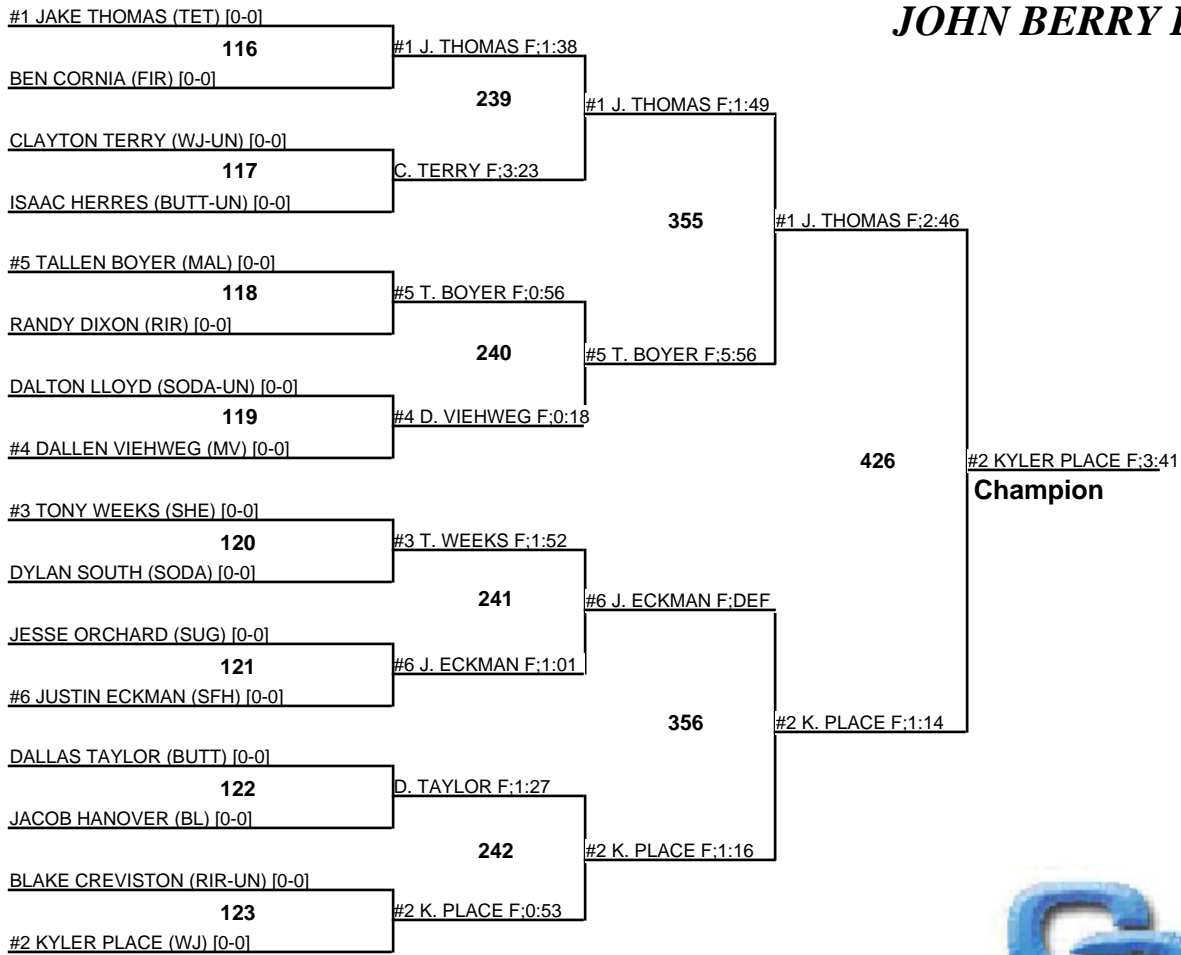 JOHN BERRY
#1 JAKE THOMAS (TET) [0-0]
116
#1 J. THOMAS F;1:38
BEN CORNIA (FIR) [0-0]
239
#1 J. THOMAS F;1:49
CLAYTON TERRY (WJ-UN) [0-0]
117
C. TERRY F;3:23
ISAAC HERRES (BUTT-UN) [0-0]
355
#1 J. THOMAS F;2:46
#5 TALLEN BOYER (MAL) [0-0]
118
#5 T. BOYER F;0:56
RANDY DIXON (RIR) [0-0]
240
#5 T. BOYER F;5:56
DALTON LLOYD (SODA-UN) [0-0]
119
#4 D. VIEHWEG F;0:18
#4 DALLEN VIEHWEG (MV) [0-0]
426
#2 KYLER PLACE F;3:41
Champion
#3 TONY WEEKS (SHE) [0-0]
120
#3 T. WEEKS F;1:52
DYLAN SOUTH (SODA) [0-0]
241
#6 J. ECKMAN F;DEF
JESSE ORCHARD (SUG) [0-0]
121
#6 J. ECKMAN F;1:01
#6 JUSTIN ECKMAN (SFH) [0-0]
356
#2 K. PLACE F;1:14
DALLAS TAYLOR (BUTT) [0-0]
122
D. TAYLOR F;1:27
JACOB HANOVER (BL) [0-0]
242
#2 K. PLACE F;1:16
BLAKE CREVISTON (RIR-UN) [0-0]
123
#2 K. PLACE F;0:53
#2 KYLER PLACE (WJ) [0-0]